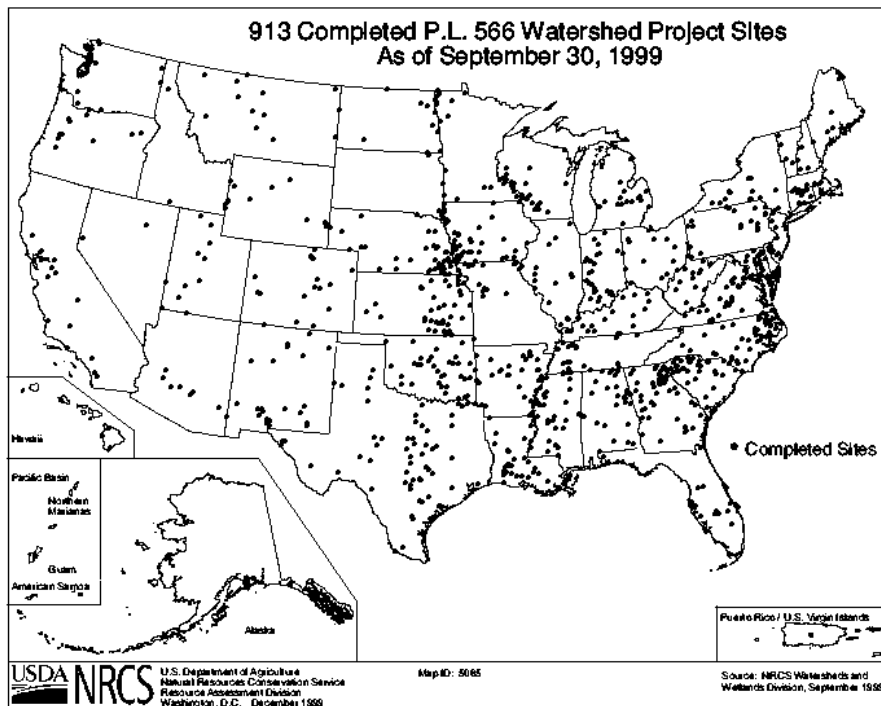 913 Completed P.L. 566 Watershed Project Sites
As of September 30, 1999
Completed Sites
Hawaii
Pacific Basin
Northern
Marianas
Guam
American Samoa
Alaska
Puerto Rico / U.S. Virgin Islands
USDA NRCS
U.S. Department of Agriculture
Natural Resources Conservation Service
Resource Assessment Division
Washington, D.C. December 1999
Map ID: 5085
Source: NRCS Watersheds and
Wetlands Division, September 1999